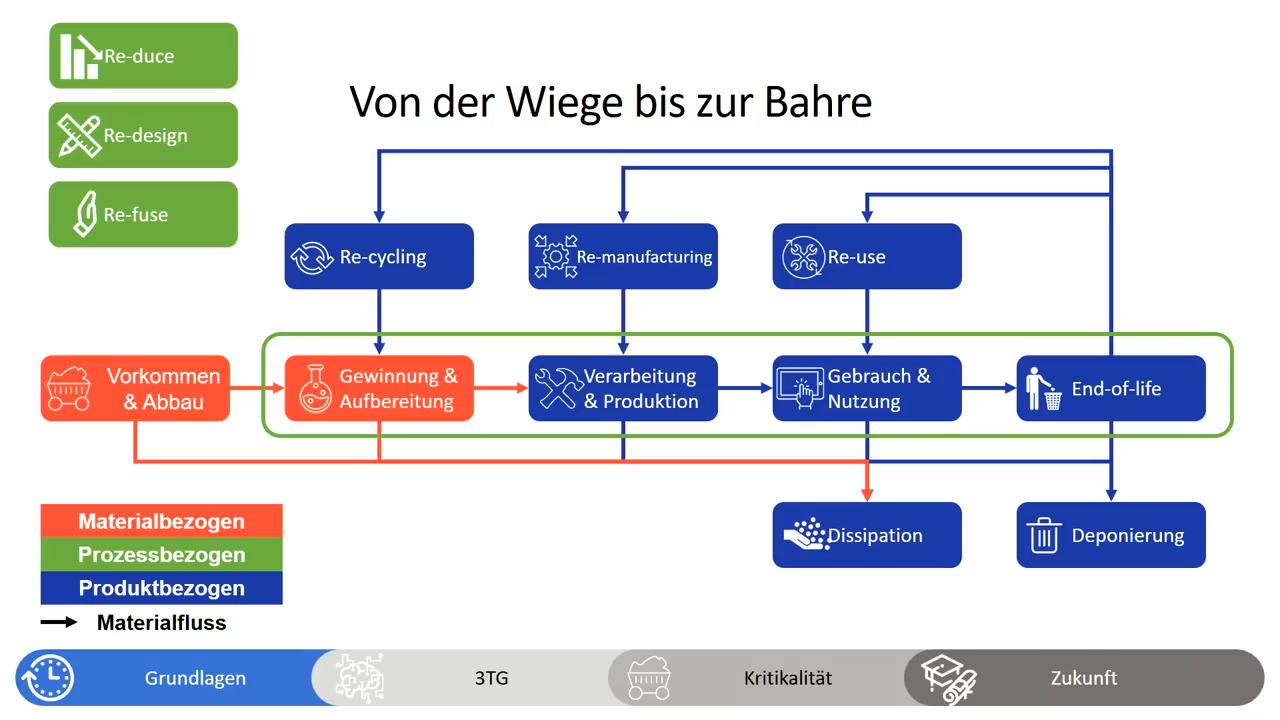 Re-duce
Re-design
Re-fuse
Von der Wiege bis zur Bahre
Re-cycling
Re-manufacturing
Re-use
Vorkommen
& Abbau
Gewinnung &
Aufbereitung
Verarbeitung
& Produktion
Gebrauch &
Nutzung
End-of-life
Dissipation
Deponierung
Materialbezogen
Prozessbezogen
Produktbezogen
Materialfluss
Grundlagen
3TG
Kritikalität
Zukunft